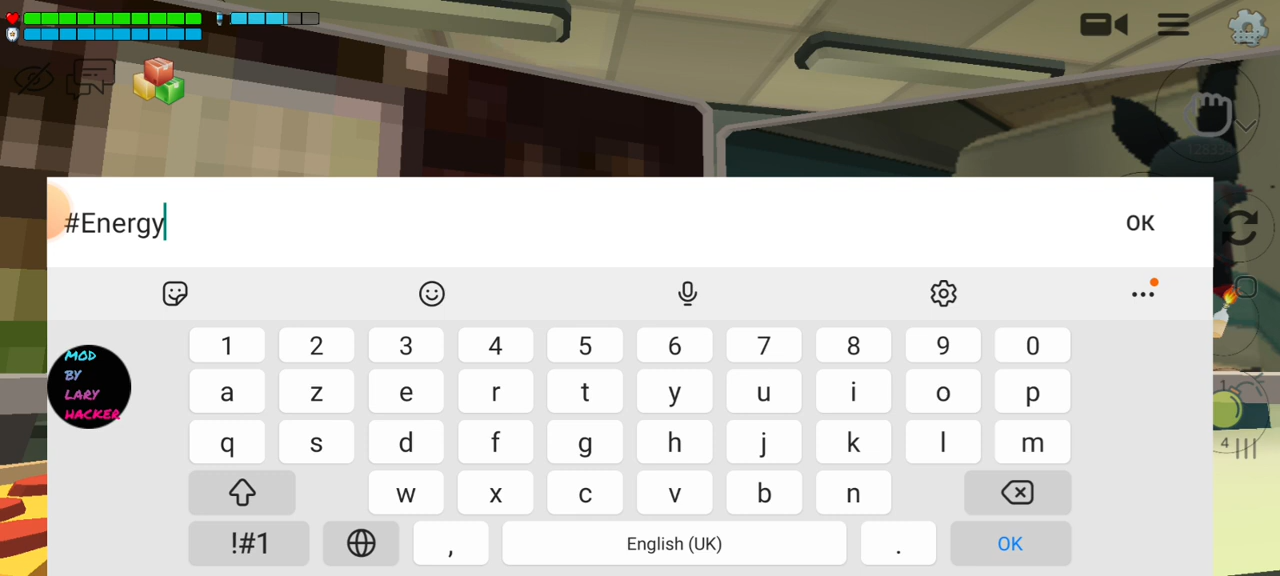 #Energy
OK
1 2 3 4 5 6 7 8 9 0
a z e r t y u i o p
MOD
BY
LARY
HACKER
q s d f g h j k l m
w x c v b n
!#1 , English (UK) . OK
4